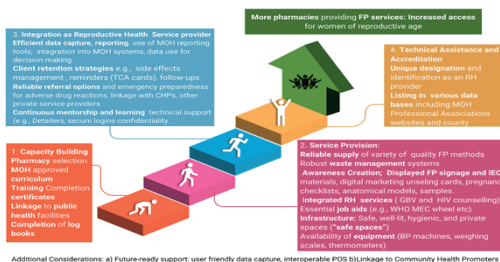 More pharmacies providing FP services: Increased access
for women of reproductive age
3. Integration as Reproductive Health Service provider
Efficient data capture, reporting, use of MOH reporting
tools; integration into MOH systems, data use for
decision making
Client retention strategies e.g., side effects
management , reminders (TCA cards), follow-ups
Reliable referral options and emergency preparedness
for adverse drug reactions, linkage with CHPs, other
private service providers
Continuous mentorship and learning technical support
(e.g., Detailers, secure logins confidentiality.
4. Technical Assistance and
Accreditation
Unique designation and
identification as an RH
provider
Listing in various data
bases including MOH
Professional Associations
websites and county
1. Capacity Building
Pharmacy selection
MOH approved
curriculum
Training Completion
certificates
Linkage to public
health facilities
Completion of log
books
2. Service Provision:
Reliable supply of variety of quality FP methods
Robust waste management systems
Awareness Creation; Displayed FP signage and IEC
materials, digital marketing unseling cards, pregnanc
checklists, anatomical models, samples.
Integrated RH services ( GBV and HIV counselling)
Essential job aids (e.g., WHO MEC wheel etc)
Infrastructure: Safe, well-lit, hygienic, and private
spaces ("safe spaces")
Availability of equipment (BP machines, weighing
scales, thermometers)
Additional Considerations: a) Future-ready support: user friendly data capture, interoperable POS b)Linkage to Community Health Promoters